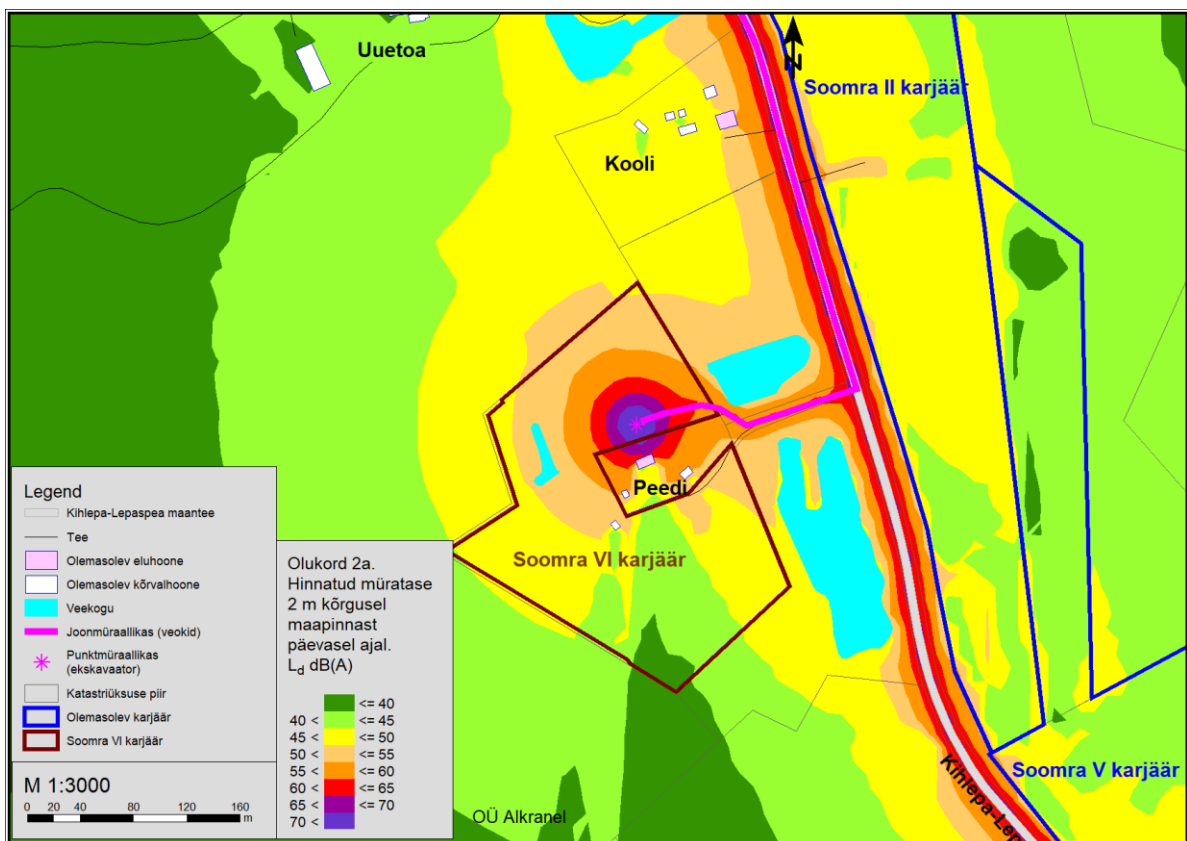 Uuetoa
N
Soomra II karjäär
Kooli
Peedi
Soomra VI karjäär
Soomra V karjäär
Kihlepa-Lep
Legend
Kihlepa-Lepaspea maantee
Tee
Olemasolev eluhoone
Olemasolev kõrvalhoone
Veekogu
Joonmüraallikas (veokid)
Punktmüraallikas
(ekskavaator)
Katastriüksuse piir
Olemasolev karjäär
Soomra VI karjäär
M 1:3000
0 20 40 80 120 160
m
Olukord 2a.
Hinnatud müratase
2 m kõrgusel
maapinnast
päevasel ajal.
Ld dB(A)
<= 40
40 < <= 45
45 < <= 50
50 < <= 55
55 < <= 60
60 < <= 65
65 < <= 70
70 <
OÜ Alkranel